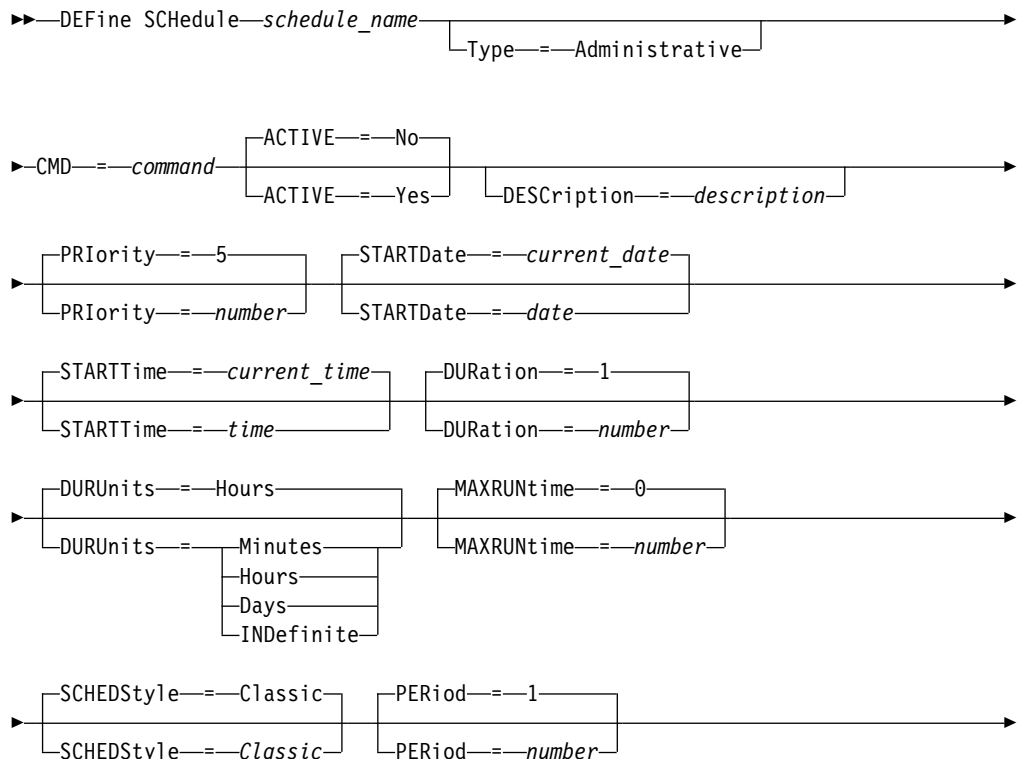 DEFine SCHedule schedule_name
Type = Administrative
CMD = command
ACTIVE = No
ACTIVE = Yes
DESCription = description
PRIority = 5
PRIority = number
STARTDate = current_date
STARTDate = date
STARTTime = current_time
STARTTime = time
DURation = 1
DURation = number
DURUnits = Hours
DURUnits = Minutes
Hours
Days
INDefinite
MAXRUNtime = 0
MAXRUNtime = number
SCHEDStyle = Classic
SCHEDStyle = Classic
PERiod = 1
PERiod = number